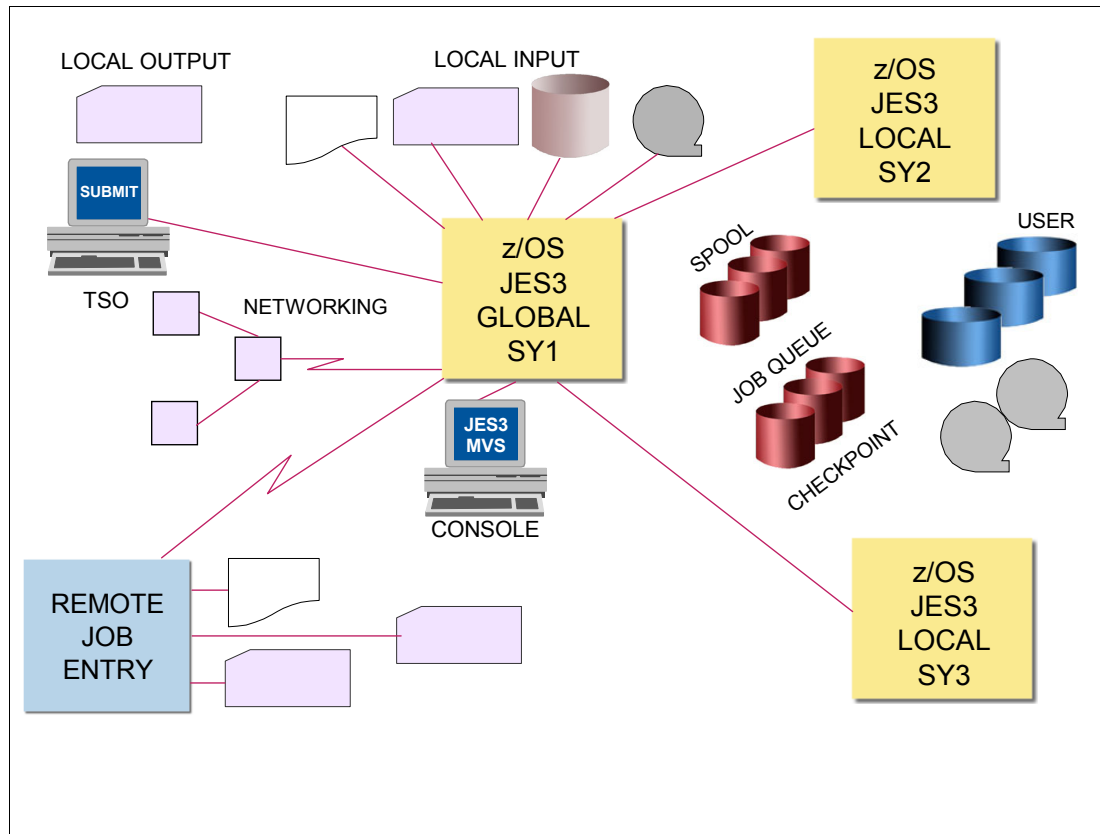 LOCAL OUTPUT
LOCAL INPUT
z/OS
JES3
LOCAL
SY2
SUBMIT
TSO
z/OS
JES3
GLOBAL
SY1
SPOOL
USER
NETWORKING
JOB QUEUE
CHECKPOINT
JES3
MVS
CONSOLE
REMOTE
JOB
ENTRY
z/OS
JES3
LOCAL
SY3